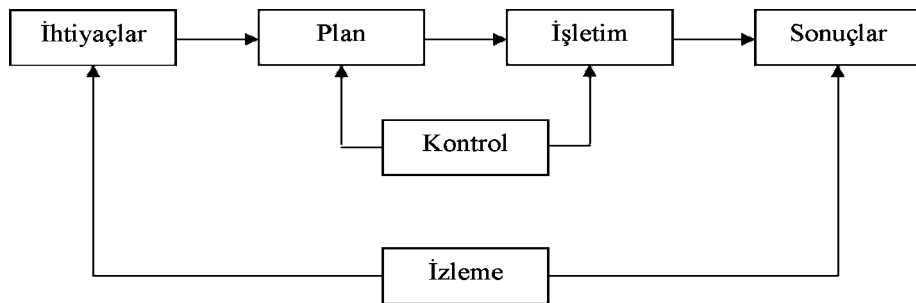 İhtiyaçlar
Plan
İşletim
Sonuçlar
Kontrol
İzleme